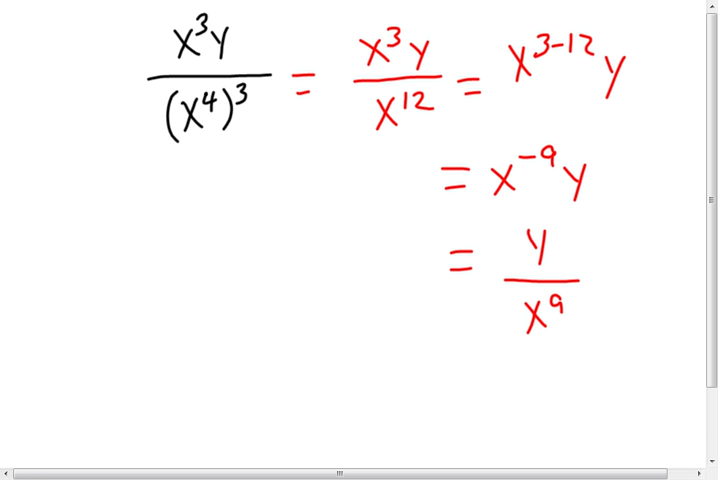 x³y / (x⁴)³ = x³y / x¹² = x³⁻¹²y
= x⁻⁹y
= y / x⁹